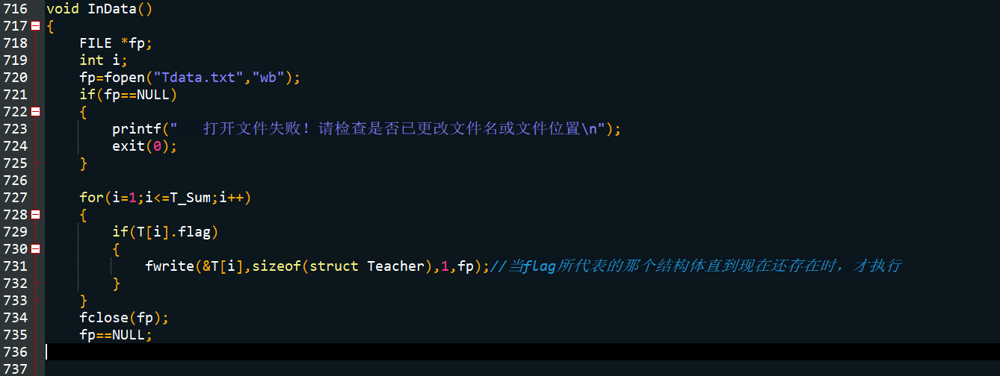 716 void InData()
717 {
718     FILE *fp;
719     int i;
720     fp=fopen("Tdata.txt","wb");
721     if(fp==NULL)
722     {
723         printf("   打开文件失败！请检查是否已更改文件名或文件位置\n");
724         exit(0);
725     }
726
727     for(i=1;i<=T_Sum;i++)
728     {
729         if(T[i].flag)
730         {
731             fwrite(&T[i],sizeof(struct Teacher),1,fp);//当flag所代表的那个结构体直到现在还存在时，才执行
732         }
733     }
734     fclose(fp);
735     fp==NULL;
736
737